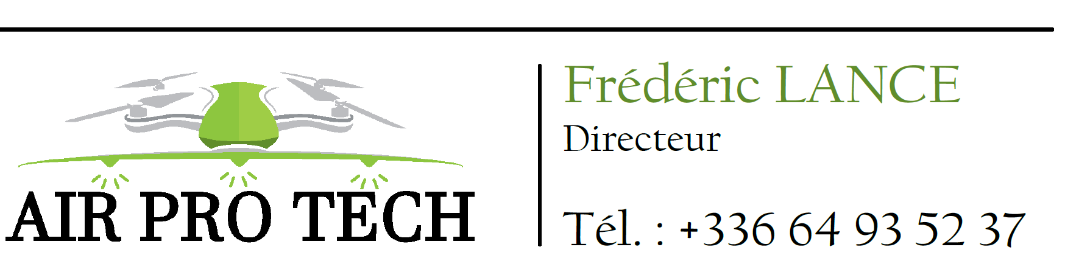 AIR PRO TECH
Frédéric LANCE
Directeur
Tél. : +336 64 93 52 37